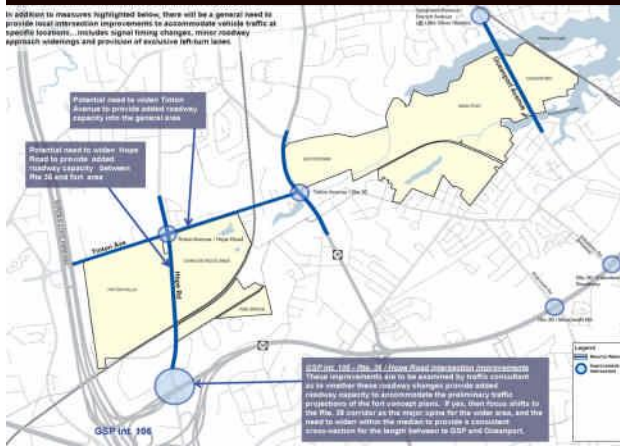 In addition to measures highlighted below, there will be a general need to
provide local intersection improvements to accommodate vehicle traffic at
specific locations... includes signal timing changes, minor roadway
approach widenings and provision of exclusive left-turn lanes
Potential need to widen Tinton
Avenue to provide added roadway
capacity into the general area
Potential need to widen Hope
Road to provide added
roadway capacity between
Rte 36 and fort area
Oceanport Avenue
Tinton Avenue / Rte 35
Tinton Ave
Tinton Avenue / Hope Road
Hope Rd
GSP Int. 105 - Rte. 36 / Hope Road Intersection Improvements
These improvements are to be examined by traffic consultant
as to whether these roadway changes provide added
roadway capacity to accommodate the preliminary traffic
projections of the fort concept plans. If yes, then focus shifts to
the Rte. 36 corridor as the major spine for the wider area, and the
need to widen within the median to provide a consistent
cross-section for the length between to GSP and Oceanport.
GSP Int. 105
Legend